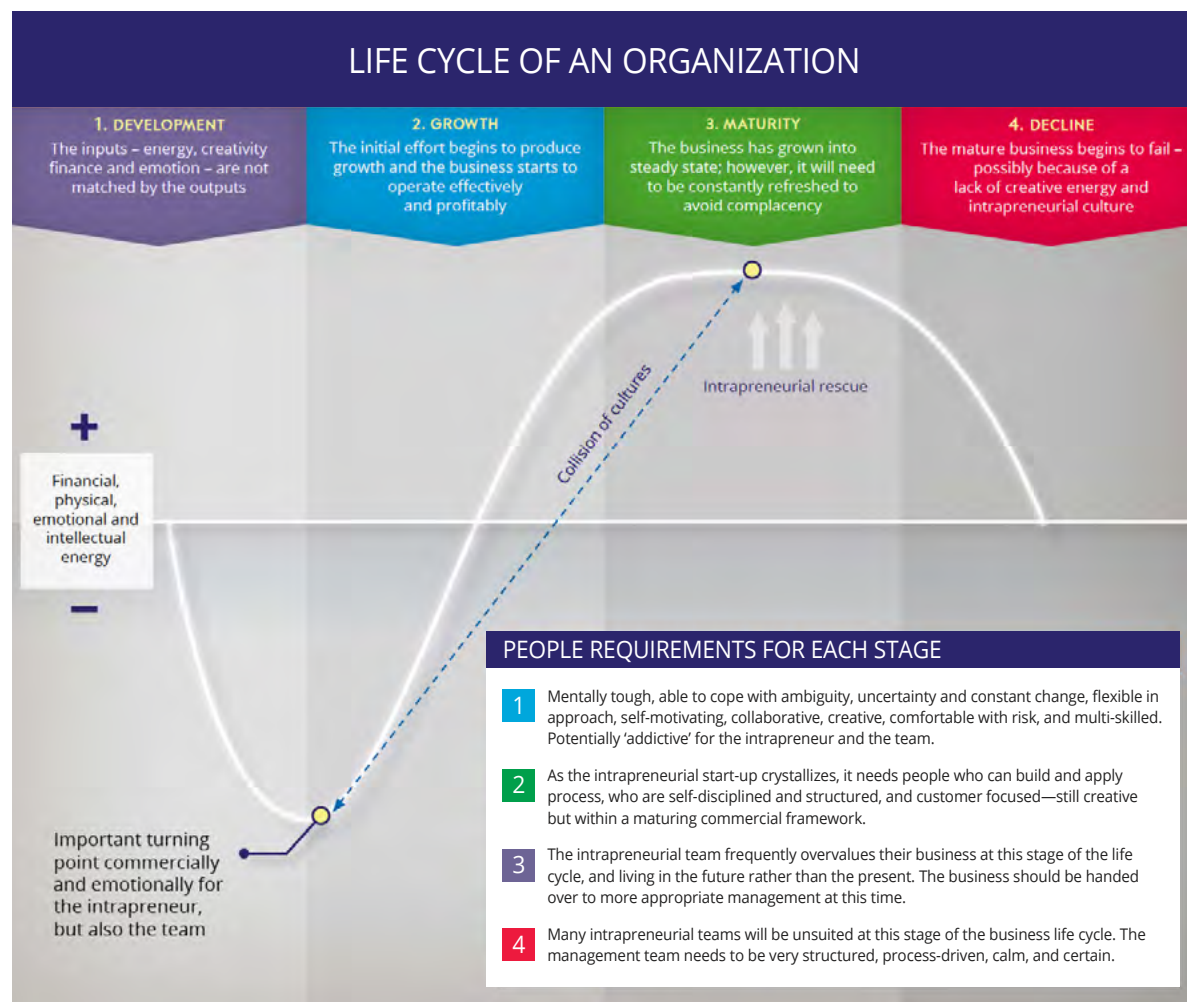 LIFE CYCLE OF AN ORGANIZATION
1. DEVELOPMENT
The inputs – energy, creativity
finance and emotion – are not
matched by the outputs
2. GROWTH
The initial effort begins to produce
growth and the business starts to
operate effectively
and profitably
3. MATURITY
The business has grown into
steady state; however, it will need
to be constantly refreshed to
avoid complacency
4. DECLINE
The mature business begins to fail –
possibly because of a
lack of creative energy and
intrapreneurial culture
Collision of cultures
Intrapreneurial rescue
+
Financial,
physical,
emotional and
intellectual
energy
–
Important turning
point commercially
and emotionally for
the intrapreneur,
but also the team
PEOPLE REQUIREMENTS FOR EACH STAGE
1
Mentally tough, able to cope with ambiguity, uncertainty and constant change, flexible in
approach, self-motivating, collaborative, creative, comfortable with risk, and multi-skilled.
Potentially ‘addictive’ for the intrapreneur and the team.
2
As the intrapreneurial start-up crystallizes, it needs people who can build and apply
process, who are self-disciplined and structured, and customer focused—still creative
but within a maturing commercial framework.
3
The intrapreneurial team frequently overvalues their business at this stage of the life
cycle, and living in the future rather than the present. The business should be handed
over to more appropriate management at this time.
4
Many intrapreneurial teams will be unsuited at this stage of the business life cycle. The
management team needs to be very structured, process-driven, calm, and certain.